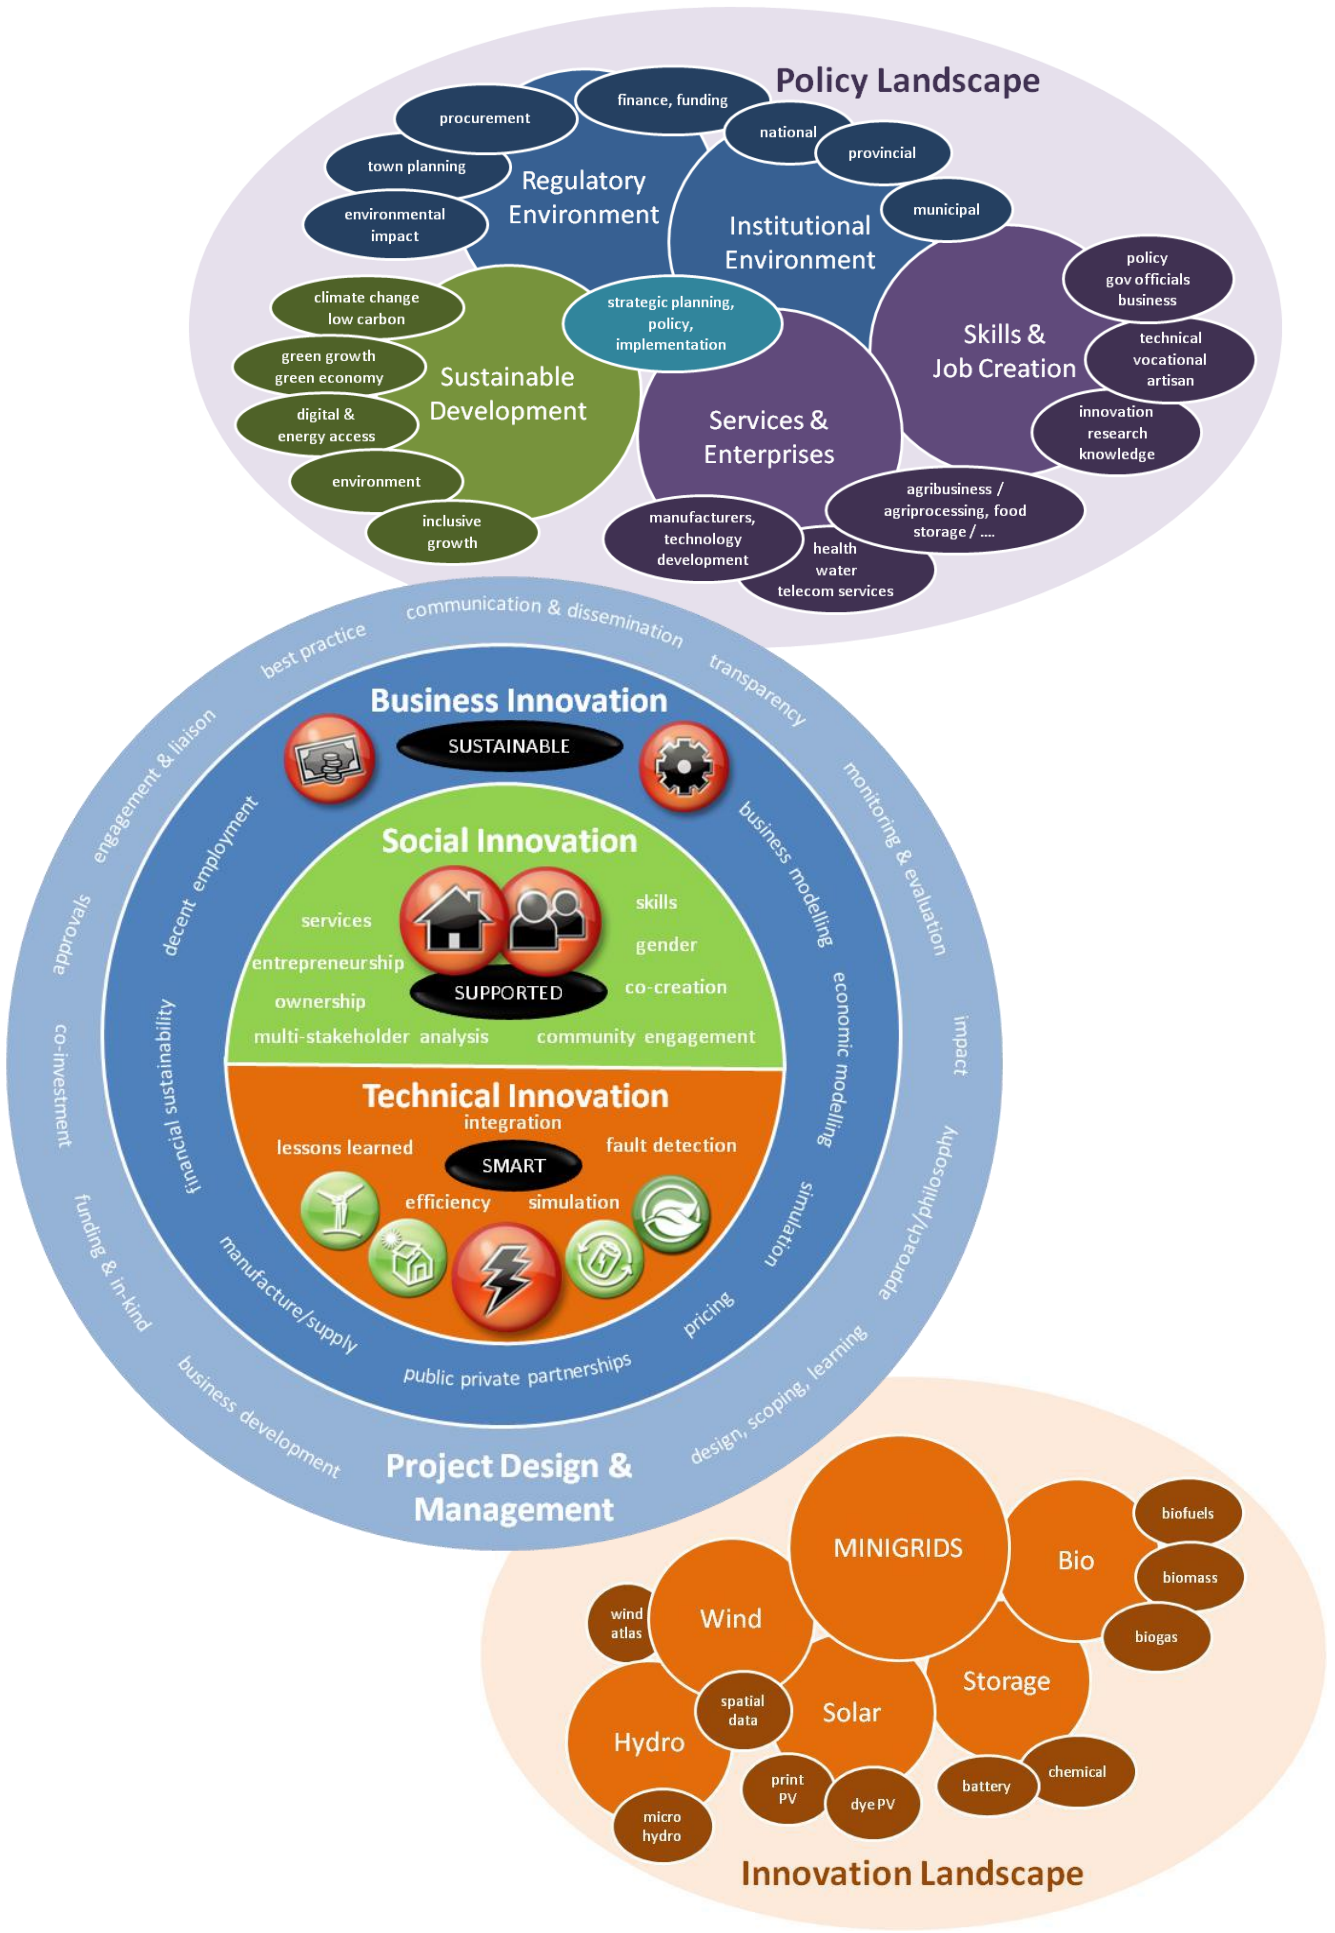 Policy Landscape
finance, funding
procurement
national
provincial
town planning
Regulatory
Environment
environmental
impact
municipal
Institutional
Environment
policy
gov officials
business
climate change
low carbon
strategic planning,
policy,
implementation
Skills &
Job Creation
technical
vocational
artisan
green growth
green economy
Sustainable
Development
digital &
energy access
Services &
Enterprises
innovation
research
knowledge
environment
agribusiness /
agriprocessing, food
storage / ....
inclusive
growth
manufacturers,
technology
development
health
water
telecom services
communication & dissemination
best practice
transparency
engagement & liaison
monitoring & evaluation
approvals
impact
co-investment
approach/philosophy
funding & in-kind
design, scoping, learning
business development
Project Design &
Management
Business Innovation
SUSTAINABLE
decent employment
business modelling
financial sustainability
economic modelling
manufacture/supply
simulation
pricing
public private partnerships
Social Innovation
services
skills
entrepreneurship
gender
ownership
SUPPORTED
co-creation
multi-stakeholder analysis
community engagement
Technical Innovation
integration
lessons learned
fault detection
SMART
efficiency
simulation
MINIGRIDS
Bio
biofuels
biomass
biogas
wind
atlas
Wind
Storage
spatial
data
Solar
Hydro
print
PV
dye PV
battery
chemical
micro
hydro
Innovation Landscape